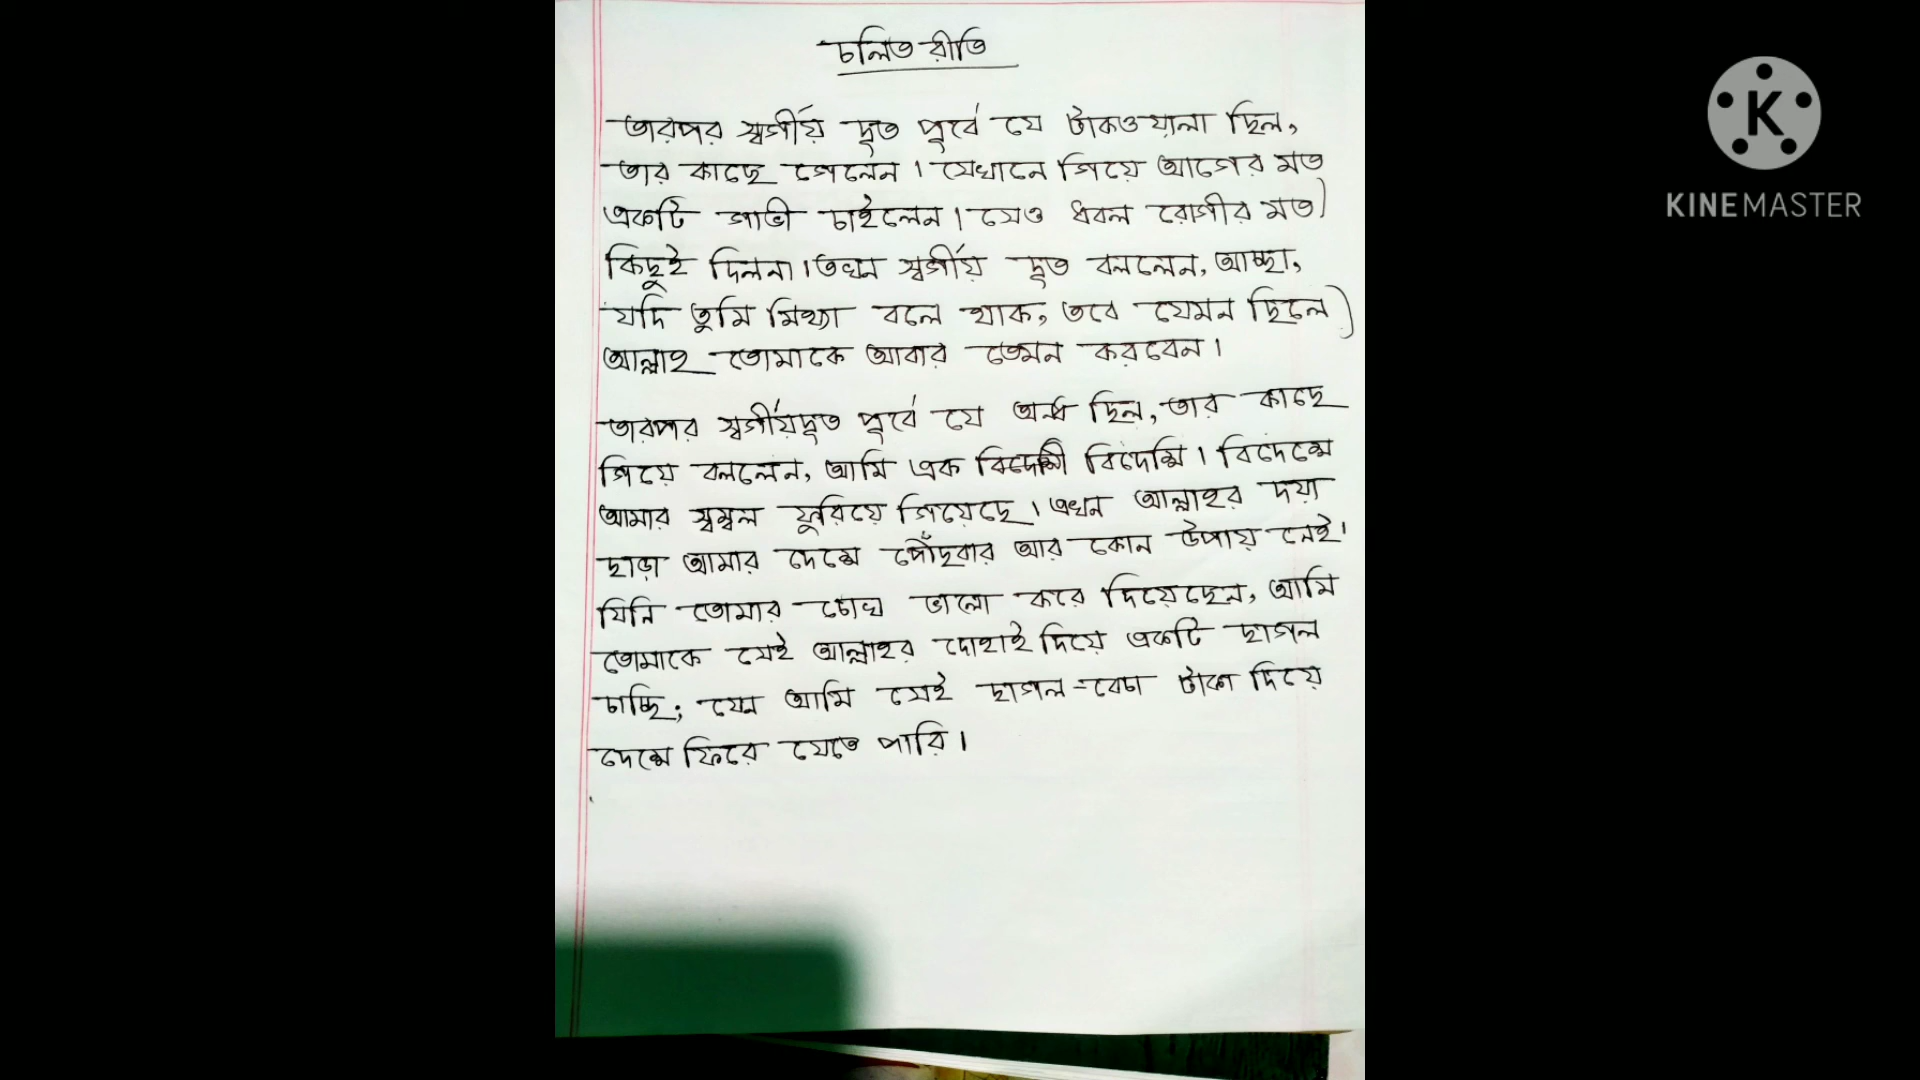 চলিত রীতি
তারপর স্বর্গীয় দূত পূর্বে যে টাকওয়ালা ছিল,
তার কাছে গেলেন। সেখানে গিয়ে আগের মত
একটি গাভী চাইলেন। সেও ধবল রোগীর মত
কিছুই দিলনা। তখন স্বর্গীয় দূত বললেন, আচ্ছা,
যদি তুমি মিথ্যা বলে থাক, তবে যেমন ছিলে
আল্লাহ তোমাকে আবার তেমন করবেন।
তারপর স্বর্গীয়দূত পূর্বে যে অন্ধ ছিল, তার কাছে
গিয়ে বললেন, আমি এক বিদেশী বিদেশি। বিদেশে
আমার স্বম্বল ফুরিয়ে গিয়েছে। এখন আল্লাহর দয়া
ছাড়া আমার দেশে পৌঁছবার আর কোন উপায় নেই।
যিনি তোমার চোখ ভালো করে দিয়েছেন, আমি
তোমাকে সেই আল্লাহর দোহাই দিয়ে একটি ছাগল
চাচ্ছি; যেন আমি সেই ছাগল-বেচা টাকা দিয়ে
দেশে ফিরে যেতে পারি।
K
KINEMASTER